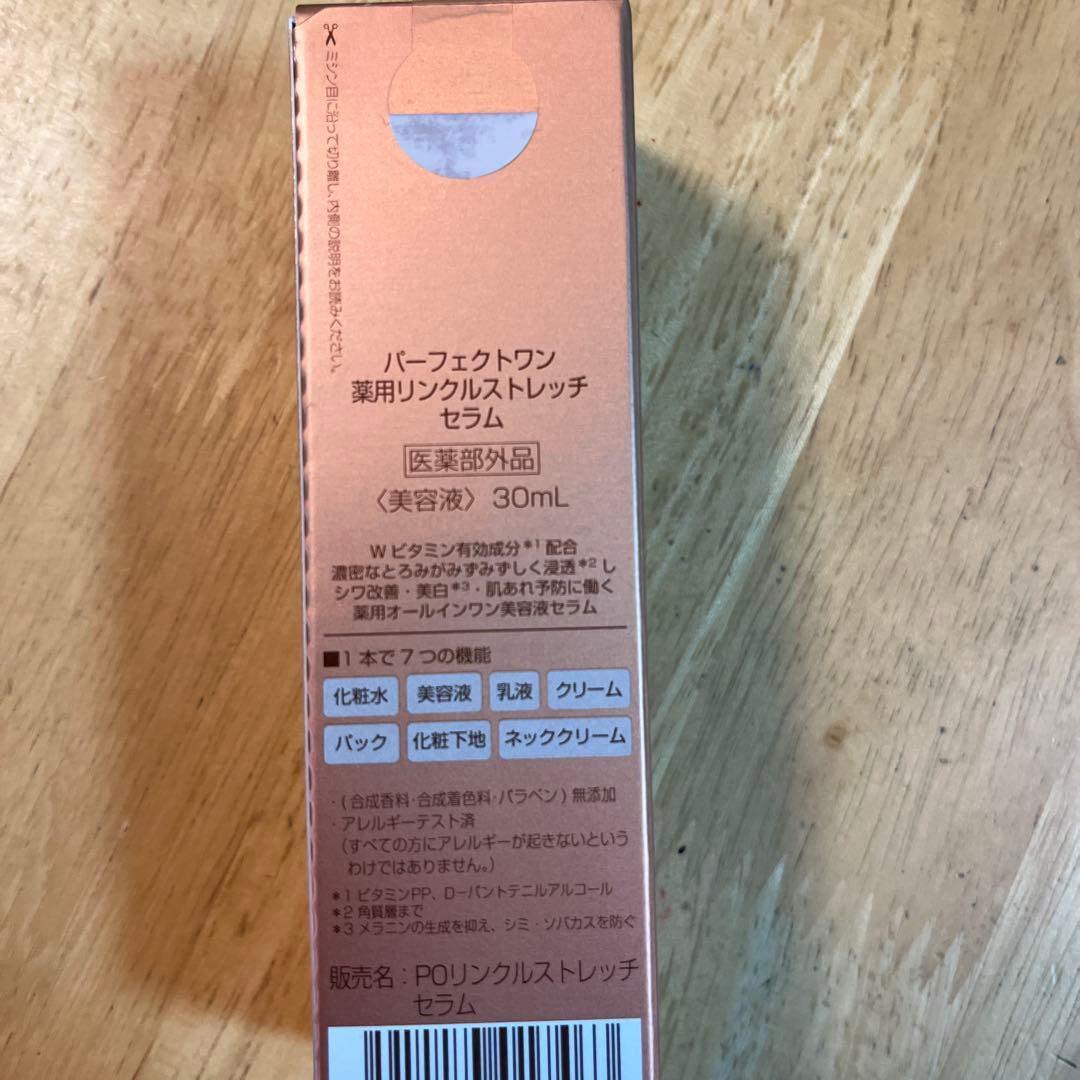 ミシン目に沿って切り離し、内側の説明をお読みください。
パーフェクトワン
薬用リンクルストレッチ
セラム
医薬部外品
〈美容液〉 30mL
Wビタミン有効成分*1配合
濃密なとろみがみずみずしく浸透*2し
シワ改善・美白*3・肌あれ予防に働く
薬用オールインワン美容液セラム
■1本で7つの機能
化粧水 美容液 乳液 クリーム
パック 化粧下地 ネッククリーム
・(合成香料・合成着色料・パラベン)無添加
・アレルギーテスト済
(すべての方にアレルギーが起きないという
わけではありません。)
*1 ビタミンPP、D-パントテニルアルコール
*2 角質層まで
*3 メラニンの生成を抑え、シミ・ソバカスを防ぐ
販売名：POリンクルストレッチ
セラム